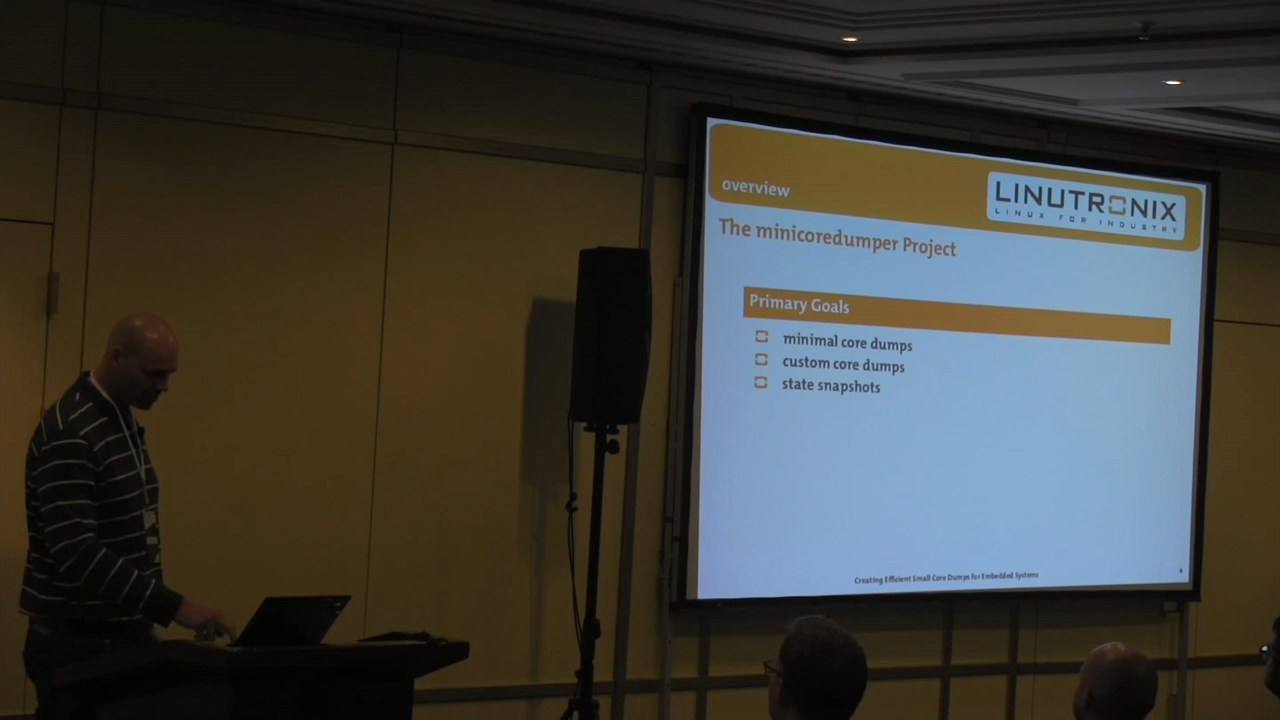 overview
LINUTRONIX
LINUX FOR INDUSTRY
The minicoredumper Project
Primary Goals
minimal core dumps
custom core dumps
state snapshots
Creating Efficient Small Core Dumps for Embedded Systems